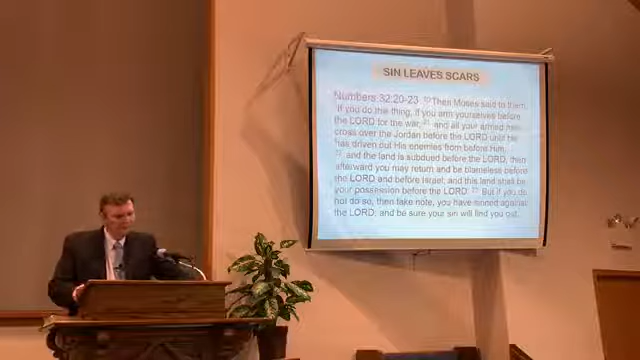 SIN LEAVES SCARS
Numbers 32:20-23 20 Then Moses said to them,
If you do this thing, if you arm yourselves before
the LORD for the war, 21 and all your armed men
cross over the Jordan before the LORD until He
has driven out His enemies from before Him,
22 and the land is subdued before the LORD, then
afterward you may return and be blameless before
the LORD and before Israel; and this land shall be
your possession before the LORD. 23 But if you do
not do so, then take note, you have sinned against
the LORD; and be sure your sin will find you out.